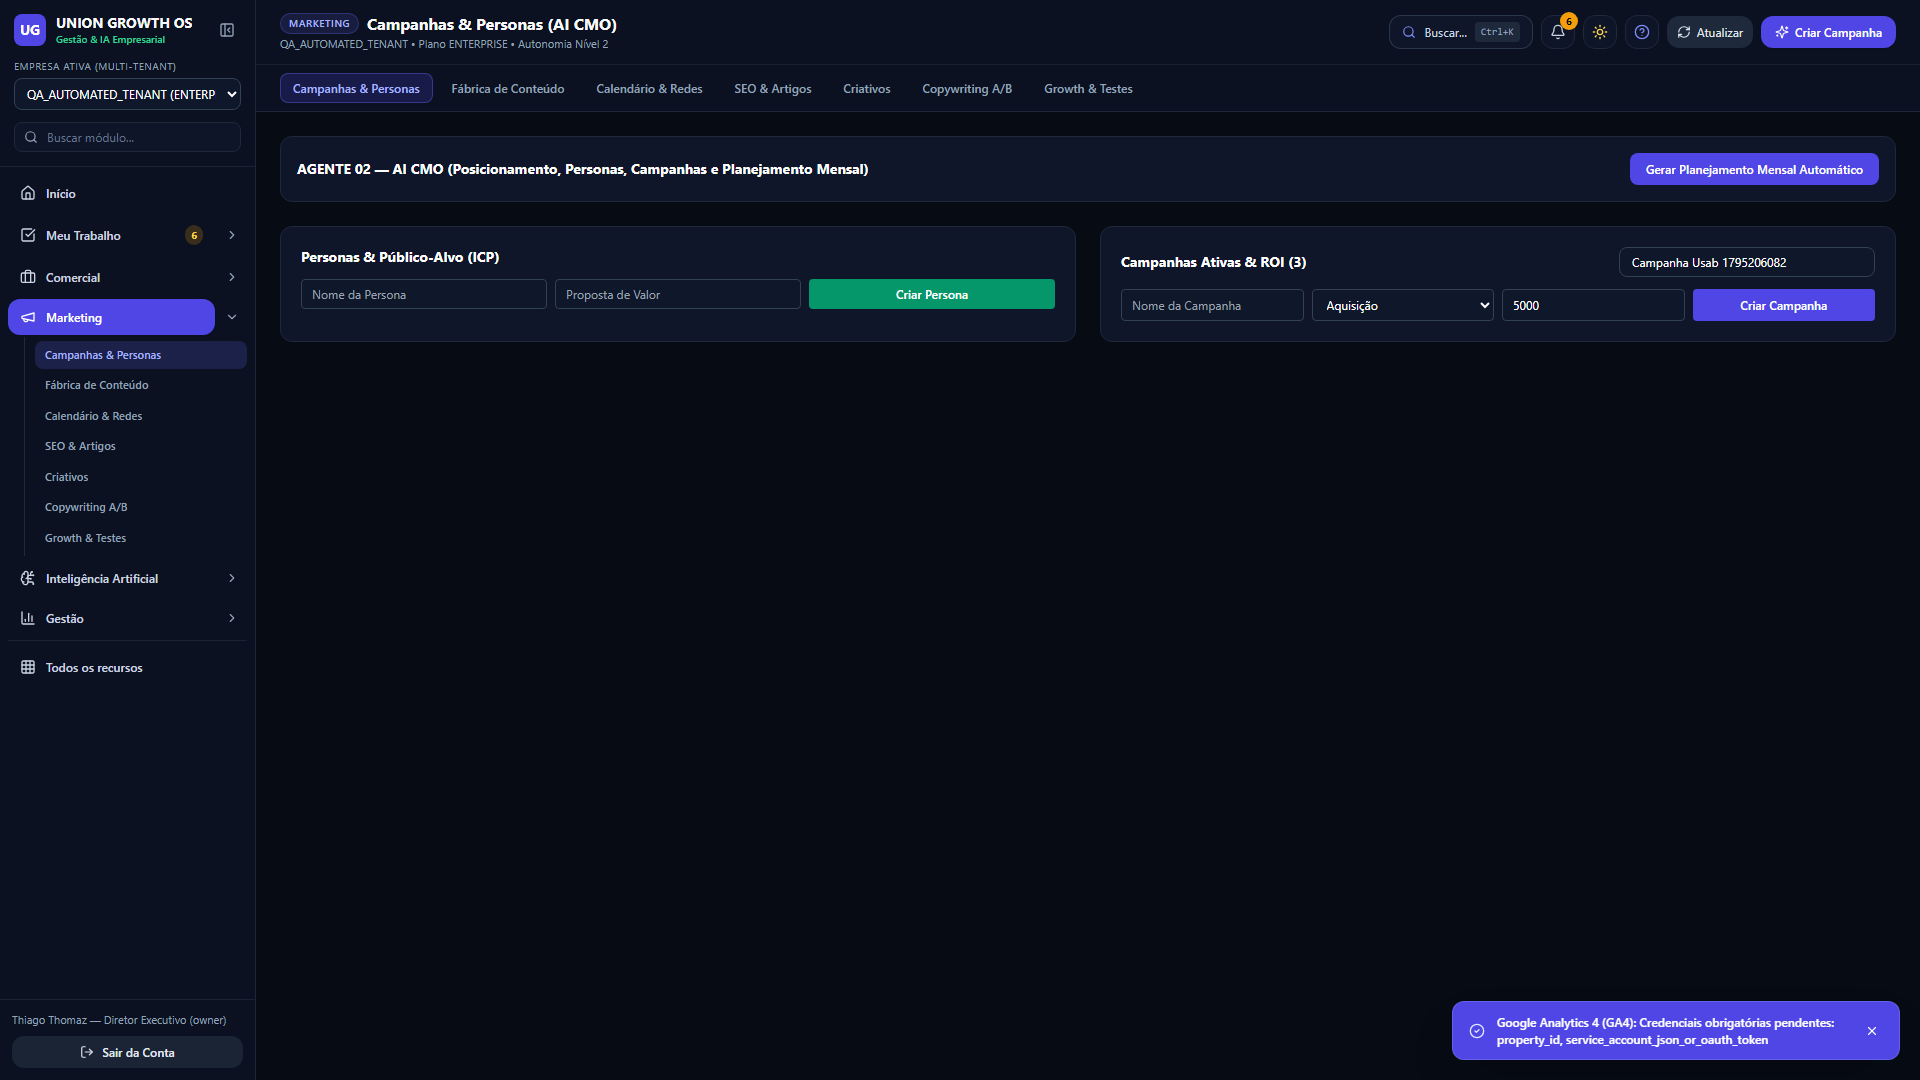 UG
UNION GROWTH OS
Gestão & IA Empresarial
EMPRESA ATIVA (MULTI-TENANT)
QA_AUTOMATED_TENANT (ENTERP
Buscar módulo...
Início
Meu Trabalho
6
Comercial
Marketing
Campanhas & Personas
Fábrica de Conteúdo
Calendário & Redes
SEO & Artigos
Criativos
Copywriting A/B
Growth & Testes
Inteligência Artificial
Gestão
Todos os recursos
Thiago Thomaz — Diretor Executivo (owner)
Sair da Conta
MARKETING
Campanhas & Personas (AI CMO)
QA_AUTOMATED_TENANT • Plano ENTERPRISE • Autonomia Nível 2
Buscar...
Ctrl+K
6
Atualizar
Criar Campanha
Campanhas & Personas
Fábrica de Conteúdo
Calendário & Redes
SEO & Artigos
Criativos
Copywriting A/B
Growth & Testes
AGENTE 02 — AI CMO (Posicionamento, Personas, Campanhas e Planejamento Mensal)
Gerar Planejamento Mensal Automático
Personas & Público-Alvo (ICP)
Nome da Persona
Proposta de Valor
Criar Persona
Campanhas Ativas & ROI (3)
Campanha Usab 1795206082
Nome da Campanha
Aquisição
5000
Criar Campanha
Google Analytics 4 (GA4): Credenciais obrigatórias pendentes:
property_id, service_account_json_or_oauth_token